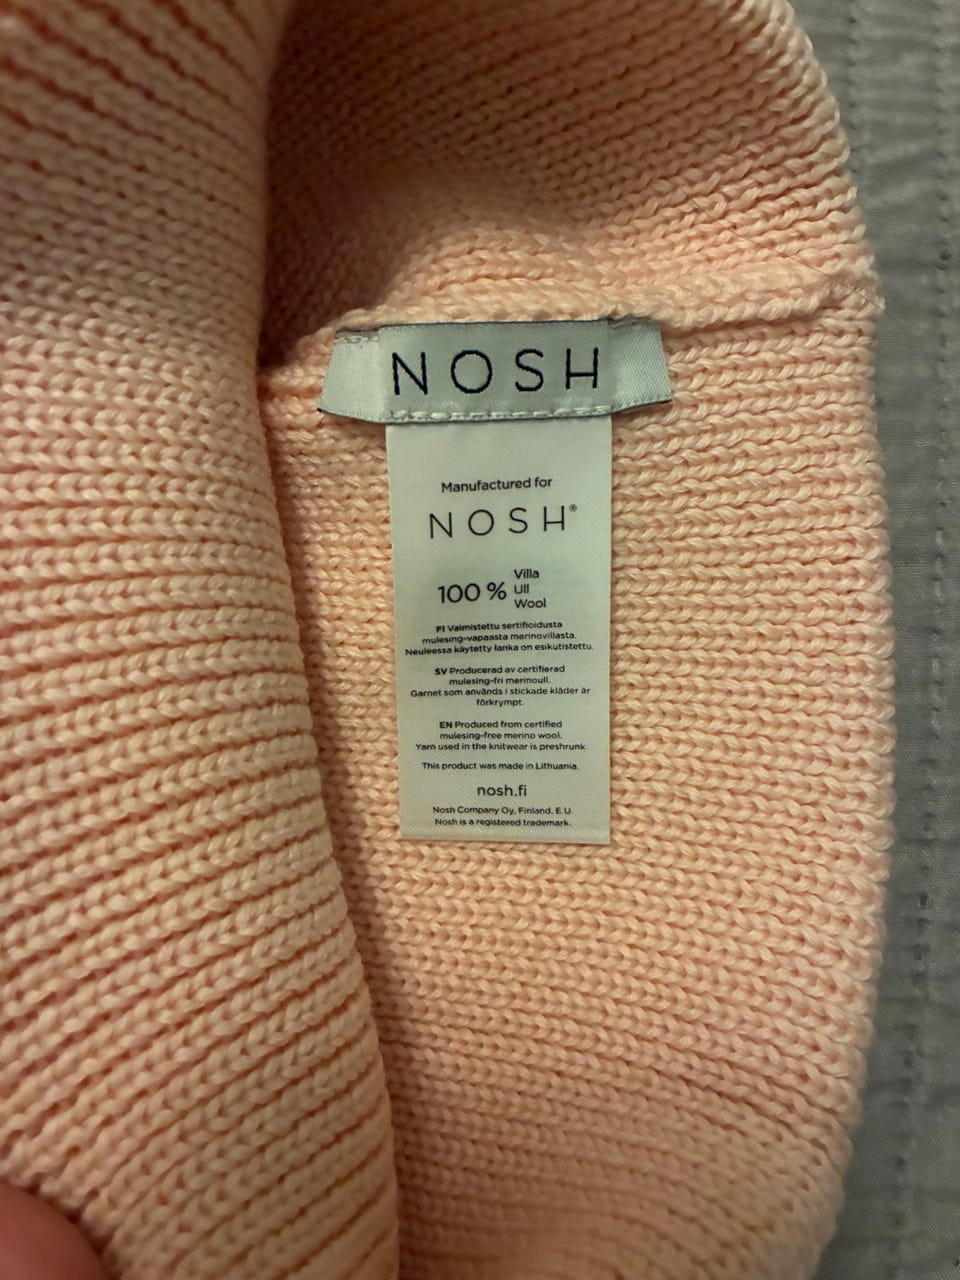 NOSH
Manufactured for
NOSH®
100 % Villa
Ull
Wool
FI Valmistettu sertifioidusta
mulesing-vapaasta merinovillasta.
Neuleessa käytetty lanka on esikutistettu.
SV Producerad av certifierad
mulesing-fri merinoull.
Garnet som används i stickade kläder är
förkrympt.
EN Produced from certified
mulesing-free merino wool.
Yarn used in the knitwear is preshrunk.
This product was made in Lithuania.
nosh.fi
Nosh Company Oy, Finland, E.U.
Nosh is a registered trademark.